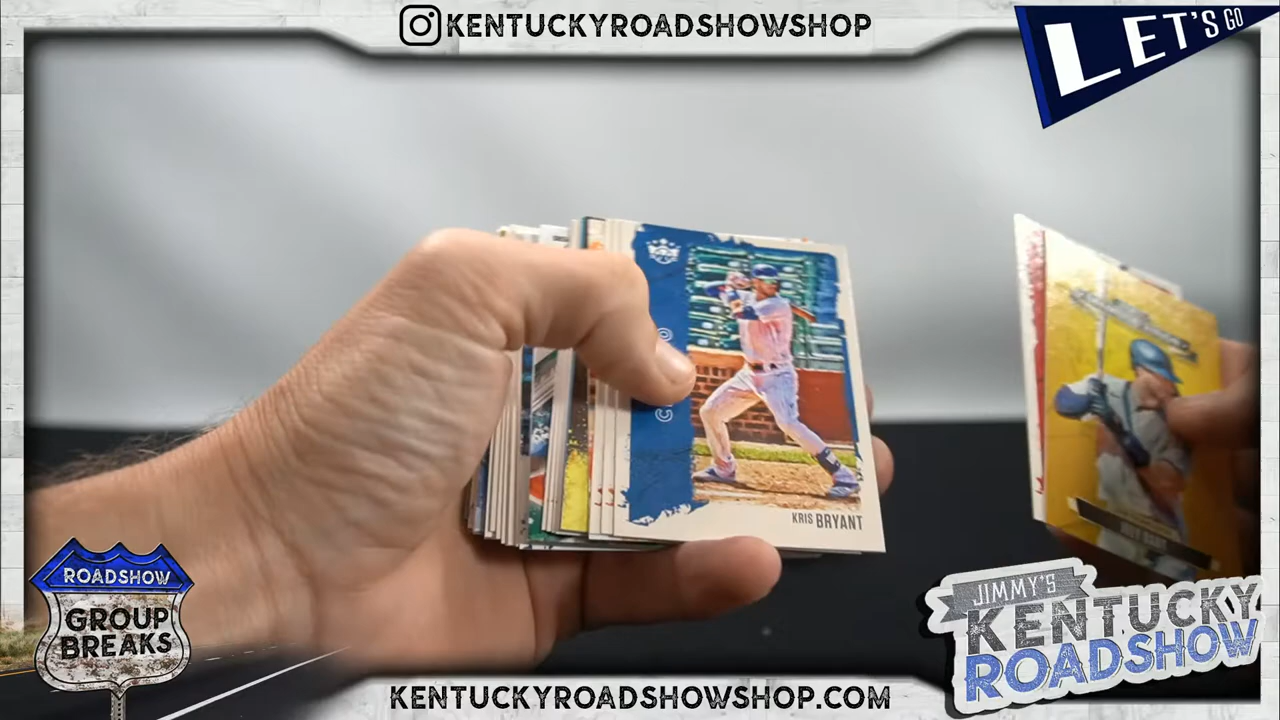 KENTUCKYROADSHOWSHOP
LET'S GO
KRIS BRYANT
ROADSHOW
GROUP
BREAKS
JIMMY'S
KENTUCKY
ROADSHOW
KENTUCKYROADSHOWSHOP.COM